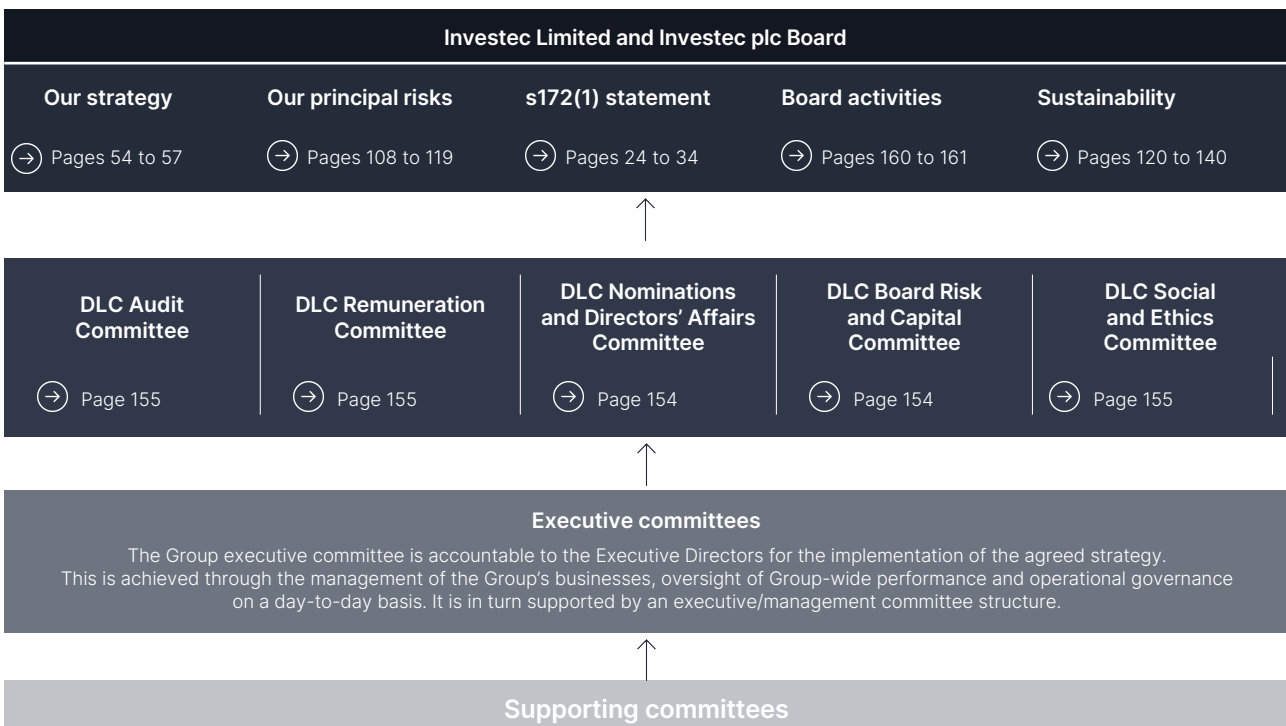 Investec Limited and Investec plc Board
Our strategy
Pages 54 to 57
Our principal risks
Pages 108 to 119
s172(1) statement
Pages 24 to 34
Board activities
Pages 160 to 161
Sustainability
Pages 120 to 140
DLC Audit
Committee
Page 155
DLC Remuneration
Committee
Page 155
DLC Nominations
and Directors’ Affairs
Committee
Page 154
DLC Board Risk
and Capital
Committee
Page 154
DLC Social
and Ethics
Committee
Page 155
Executive committees
The Group executive committee is accountable to the Executive Directors for the implementation of the agreed strategy.
This is achieved through the management of the Group’s businesses, oversight of Group-wide performance and operational governance
on a day-to-day basis. It is in turn supported by an executive/management committee structure.
Supporting committees